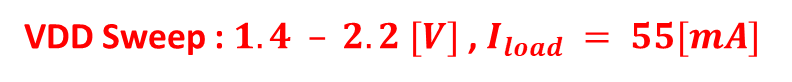 VDD Sweep : 1.4 – 2.2 [V] , I_load = 55[mA]